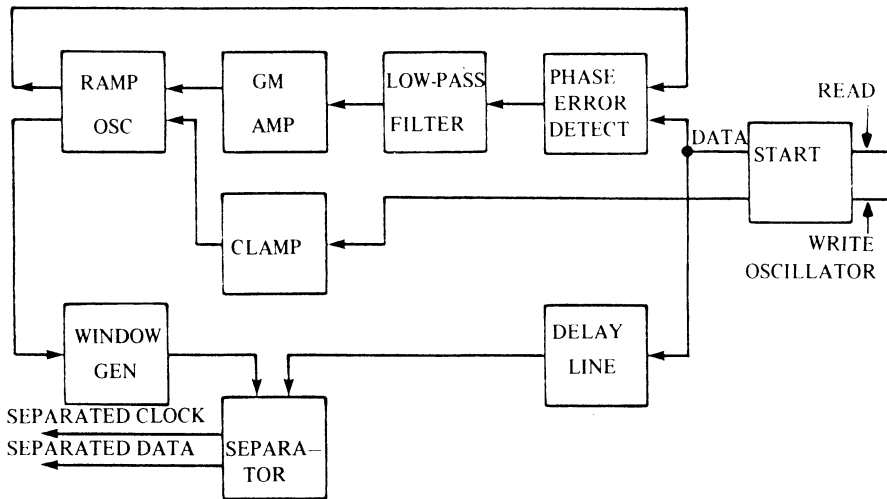 RAMP
OSC
GM
AMP
LOW-PASS
FILTER
PHASE
ERROR
DETECT
DATA
START
READ
WRITE
OSCILLATOR
CLAMP
WINDOW
GEN
DELAY
LINE
SEPARATED CLOCK
SEPARATED DATA
SEPARA-
TOR